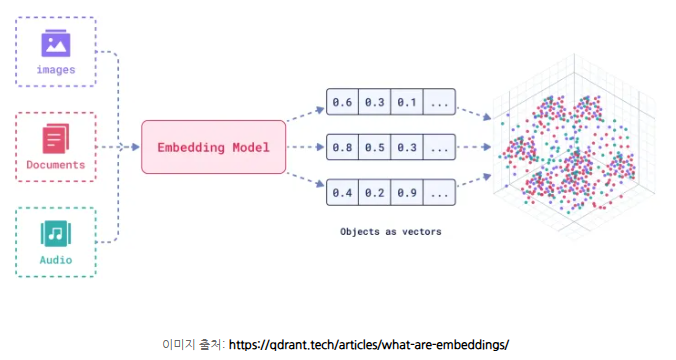 images
Documents
Audio
Embedding Model
0.6 0.3 0.1 ...
0.8 0.5 0.3 ...
0.4 0.2 0.9 ...
Objects as vectors
이미지 출처: https://qdrant.tech/articles/what-are-embeddings/